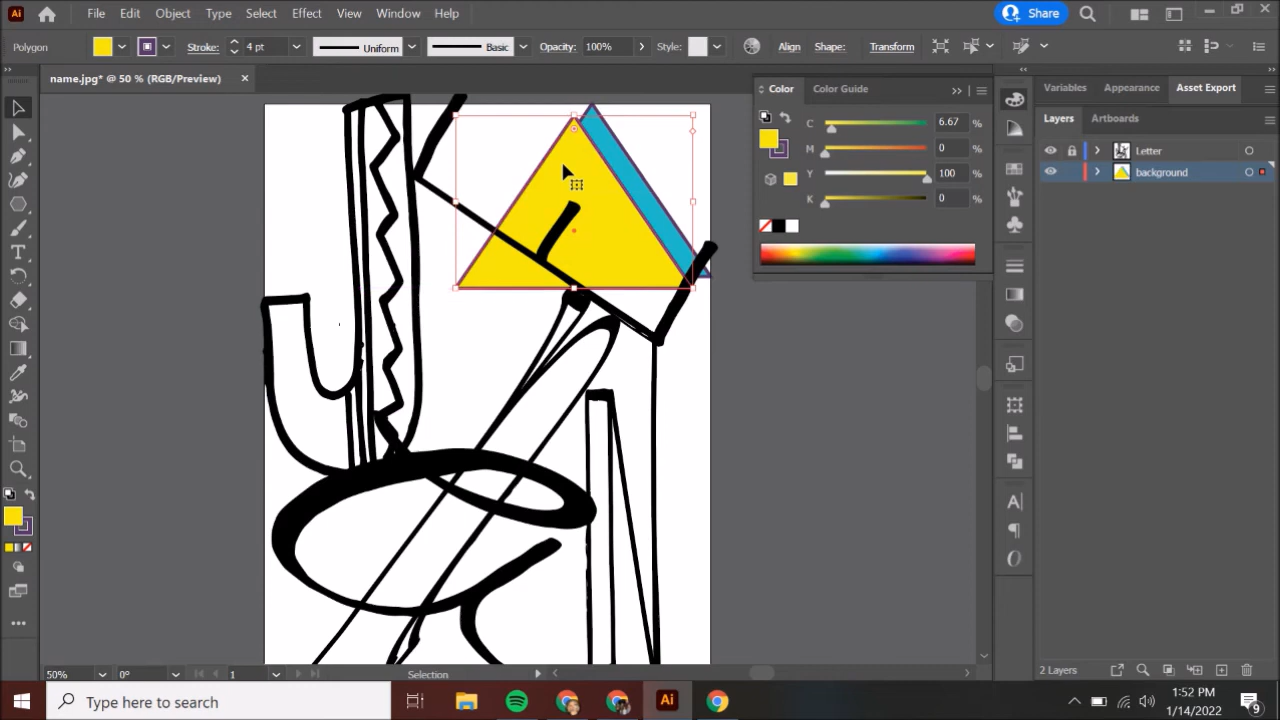 Ai File Edit Object Type Select Effect View Window Help Share
Polygon Stroke: 4 pt Uniform Basic Opacity: 100% Style: Align Shape: Transform
name.jpg* @ 50 % (RGB/Preview)
Color Color Guide
C 6.67 %
M 0 %
Y 100 %
K 0 %
Variables Appearance Asset Export
Layers Artboards
Letter
background
50% 0° 1 Selection
2 Layers
Type here to search
Ai
1:52 PM
1/14/2022
9